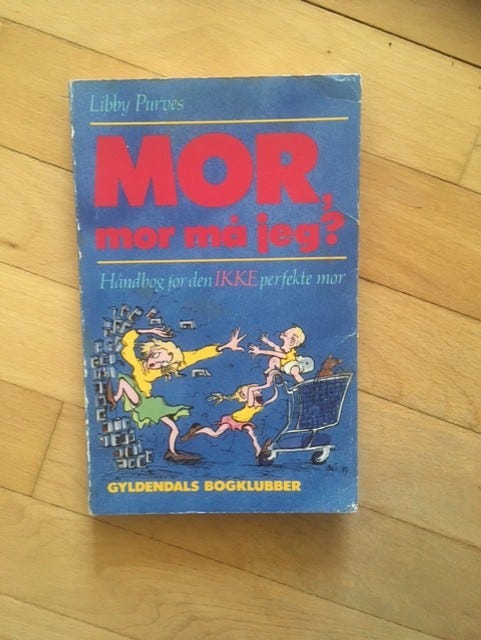 Libby Purves
MOR,
mor må jeg?
Håndbog for den IKKE perfekte mor
GYLDENDALS BOGKLUBBER